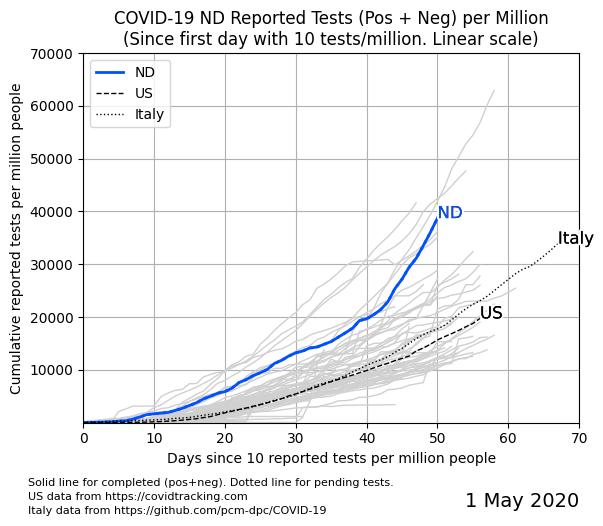 COVID-19 ND Reported Tests (Pos + Neg) per Million
(Since first day with 10 tests/million. Linear scale)
70000
60000
50000
40000
30000
20000
10000
Cumulative reported tests per million people
ND
US
Italy
ND
Italy
US
0 10 20 30 40 50 60 70
Days since 10 reported tests per million people
Solid line for completed (pos+neg). Dotted line for pending tests.
US data from https://covidtracking.com
Italy data from https://github.com/pcm-dpc/COVID-19
1 May 2020